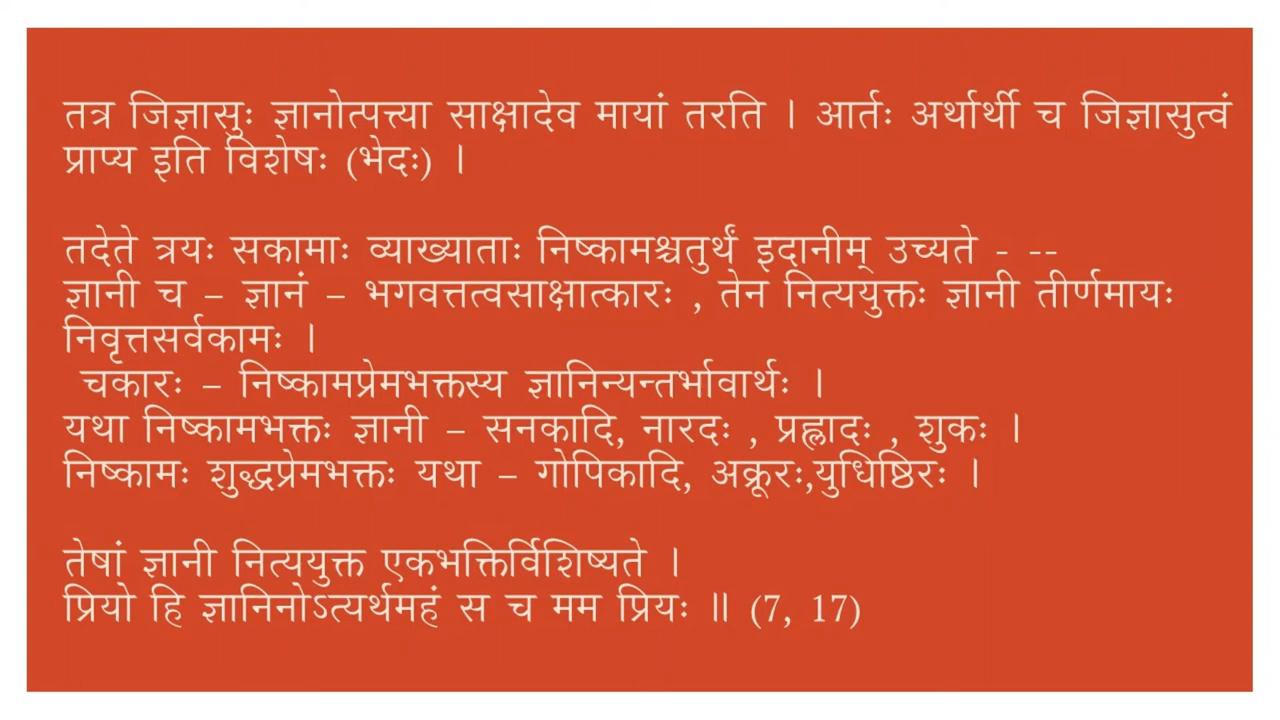 तत्र जिज्ञासुः ज्ञानोत्पत्त्या साक्षादेव मायां तरति । आर्तः अर्थार्थी च जिज्ञासुत्वं
प्राप्य इति विशेषः (भेदः) ।
तदेते त्रयः सकामाः व्याख्याताः निष्कामश्चतुर्थं इदानीम् उच्यते - --
ज्ञानी च – ज्ञानं – भगवत्तत्वसाक्षात्कारः , तेन नित्ययुक्तः ज्ञानी तीर्णमायः
निवृत्तसर्वकामः ।
चकारः – निष्कामप्रेमभक्तस्य ज्ञानिन्यन्तर्भावार्थः ।
यथा निष्कामभक्तः ज्ञानी – सनकादि, नारदः , प्रह्लादः , शुकः ।
निष्कामः शुद्धप्रेमभक्तः यथा – गोपिकादि, अक्रूरः,युधिष्ठिरः ।
तेषां ज्ञानी नित्ययुक्त एकभक्तिर्विशिष्यते ।
प्रियो हि ज्ञानिनोऽत्यर्थमहं स च मम प्रियः ॥ (7, 17)